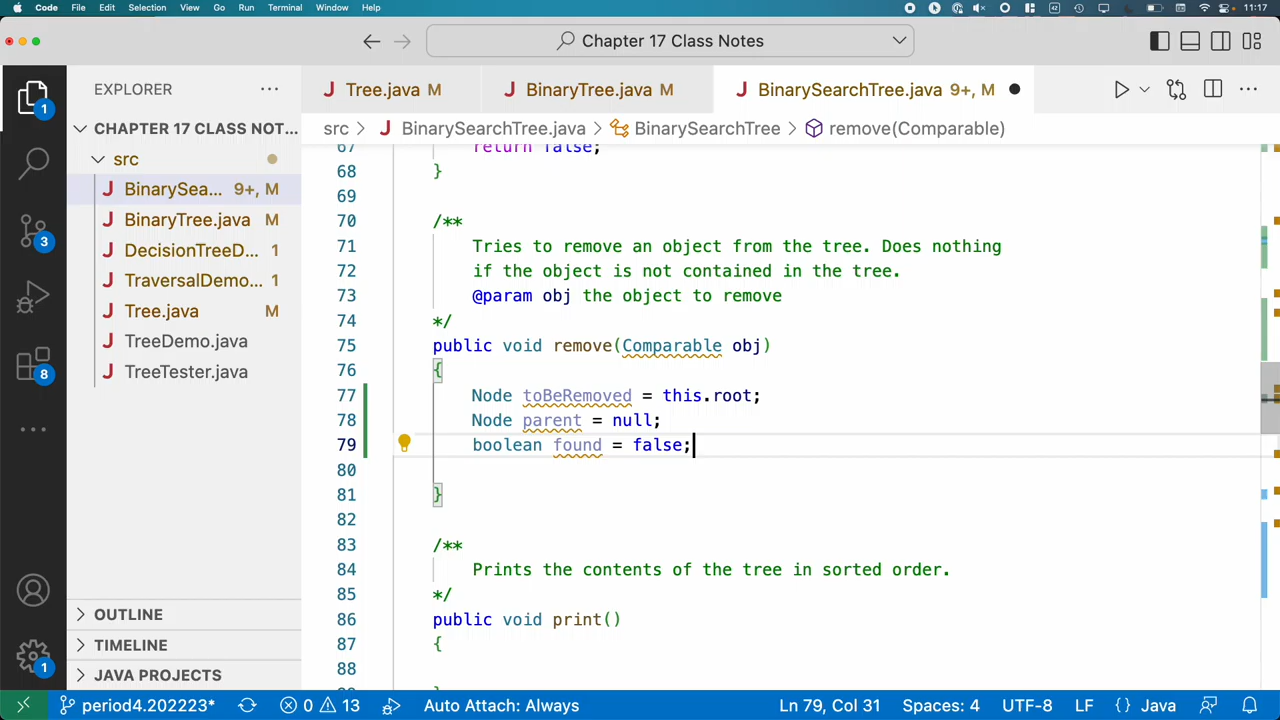 Code File Edit Selection View Go Run Terminal Window Help 11:17
Chapter 17 Class Notes
EXPLORER
Tree.java M
BinaryTree.java M
BinarySearchTree.java 9+, M
CHAPTER 17 CLASS NOT...
src > BinarySearchTree.java > BinarySearchTree > remove(Comparable)
src
BinarySea... 9+, M
BinaryTree.java M
DecisionTreeD... 1
TraversalDemo... 1
Tree.java M
TreeDemo.java
TreeTester.java
OUTLINE
TIMELINE
JAVA PROJECTS
1
3
8
1
67 return false;
68 }
69
70 /**
71 Tries to remove an object from the tree. Does nothing
72 if the object is not contained in the tree.
73 @param obj the object to remove
74 */
75 public void remove(Comparable obj)
76 {
77 Node toBeRemoved = this.root;
78 Node parent = null;
79 boolean found = false;
80
81 }
82
83 /**
84 Prints the contents of the tree in sorted order.
85 */
86 public void print()
87 {
88
period4.202223* 0 13 Auto Attach: Always Ln 79, Col 31 Spaces: 4 UTF-8 LF {} Java